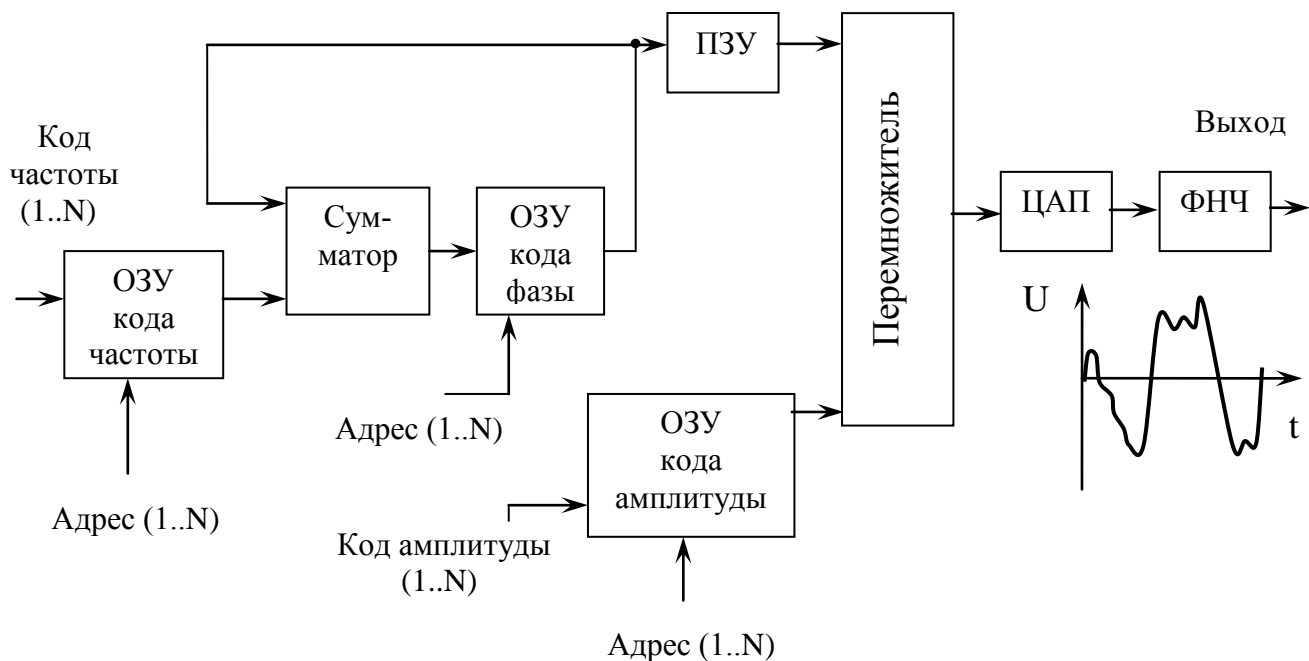 ПЗУ
Код
частоты
(1..N)
Сум-
матор
ОЗУ
кода
фазы
ОЗУ
кода
частоты
Перемножитель
Выход
ЦАП
ФНЧ
U
t
Адрес (1..N)
ОЗУ
кода
амплитуды
Адрес (1..N)
Код амплитуды
(1..N)
Адрес (1..N)